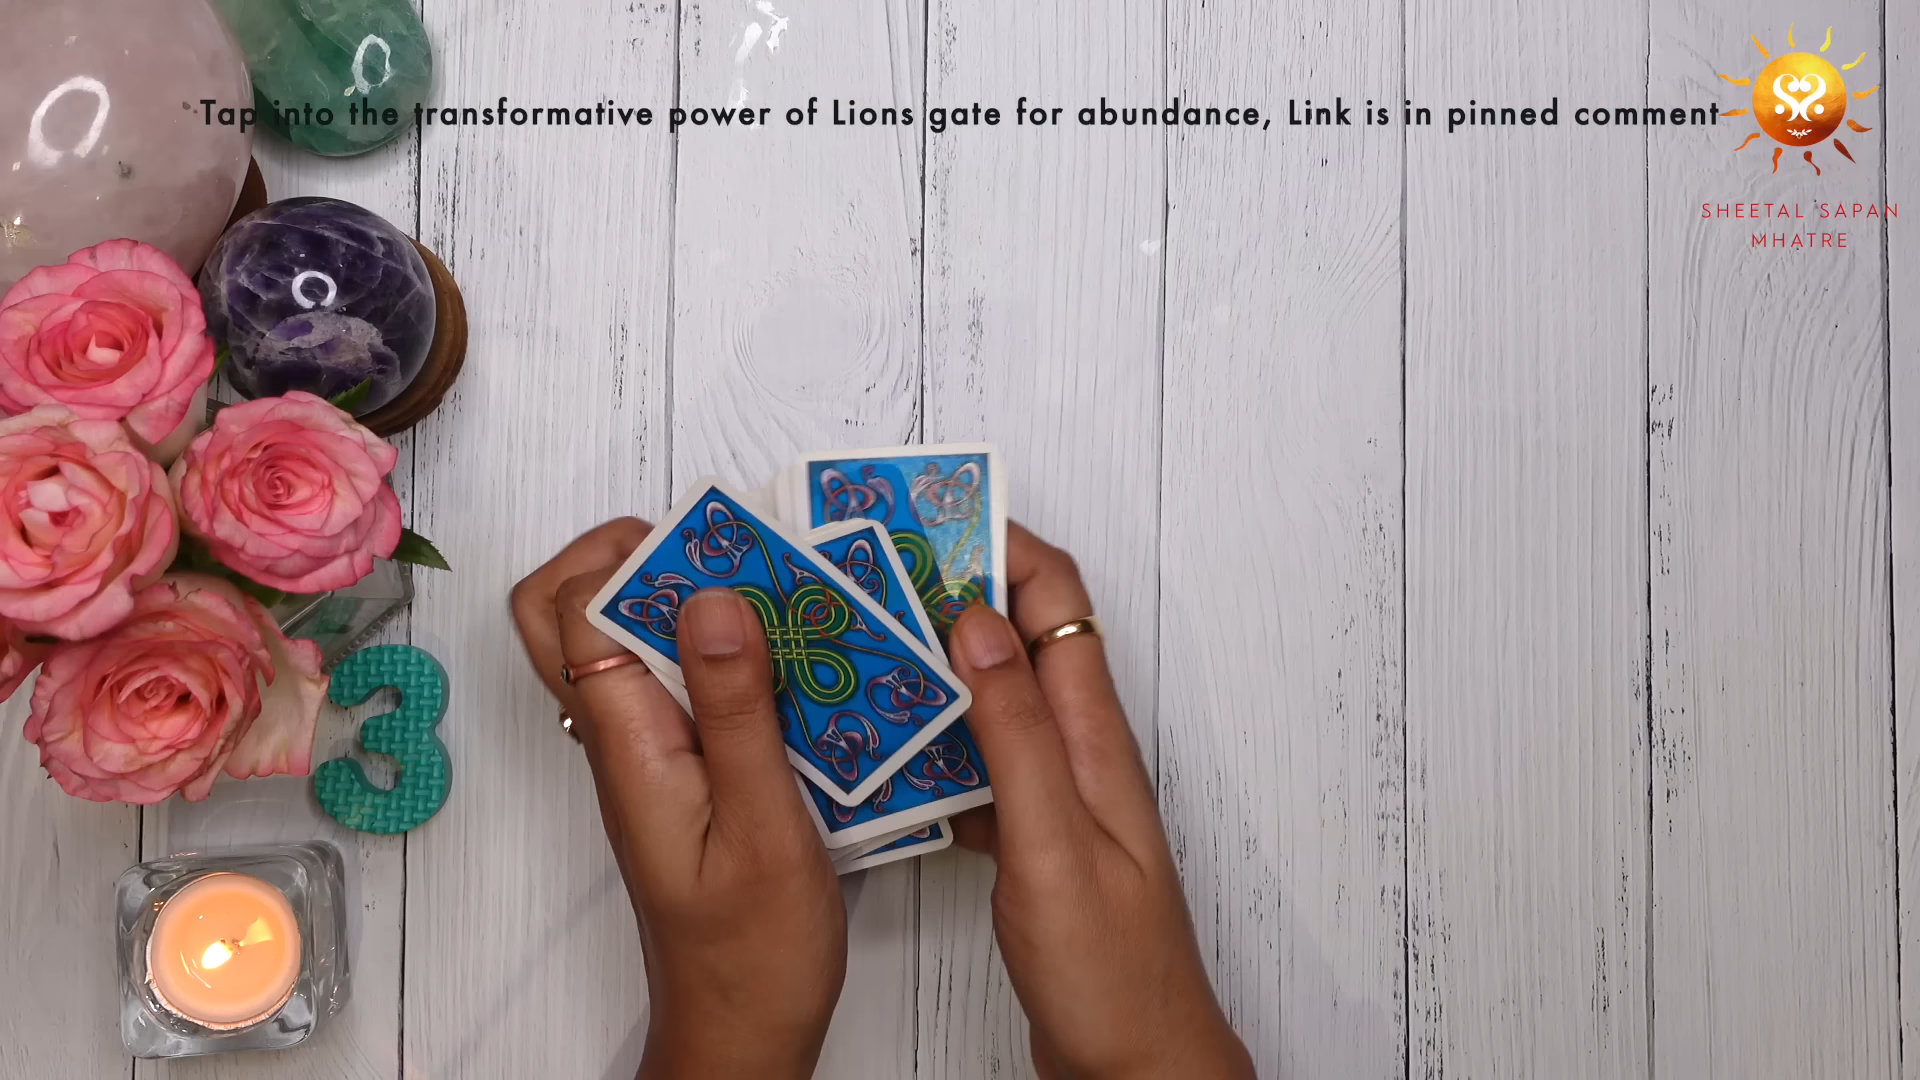 Tap into the transformative power of Lions gate for abundance, Link is in pinned comment
SHEETAL SAPAN
MHATRE
3